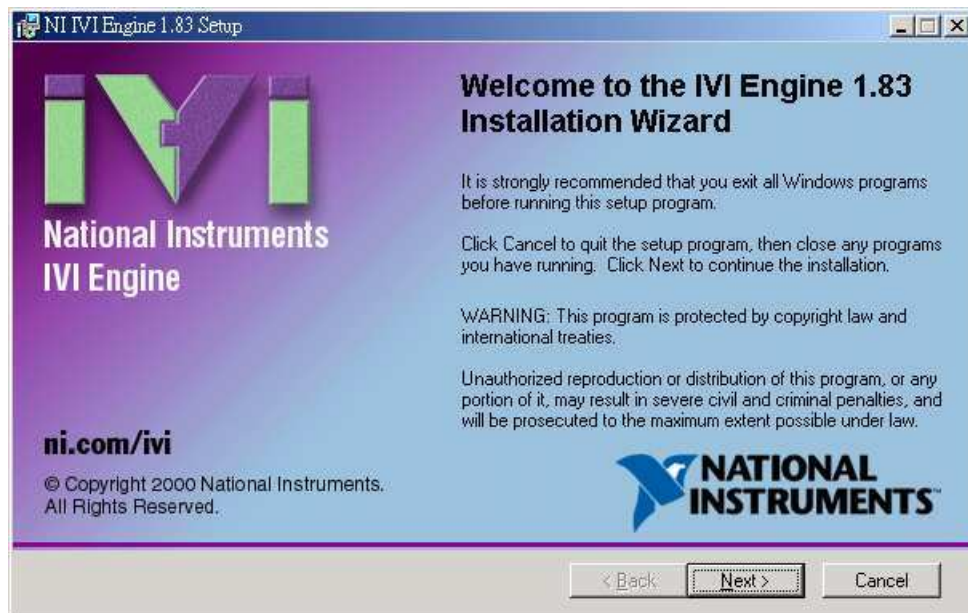 NI IVI Engine 1.83 Setup
IVI
National Instruments
IVI Engine
ni.com/ivi
© Copyright 2000 National Instruments.
All Rights Reserved.
Welcome to the IVI Engine 1.83
Installation Wizard
It is strongly recommended that you exit all Windows programs
before running this setup program.
Click Cancel to quit the setup program, then close any programs
you have running. Click Next to continue the installation.
WARNING: This program is protected by copyright law and
international treaties.
Unauthorized reproduction or distribution of this program, or any
portion of it, may result in severe civil and criminal penalties, and
will be prosecuted to the maximum extent possible under law.
NATIONAL
INSTRUMENTS™
< Back
Next >
Cancel